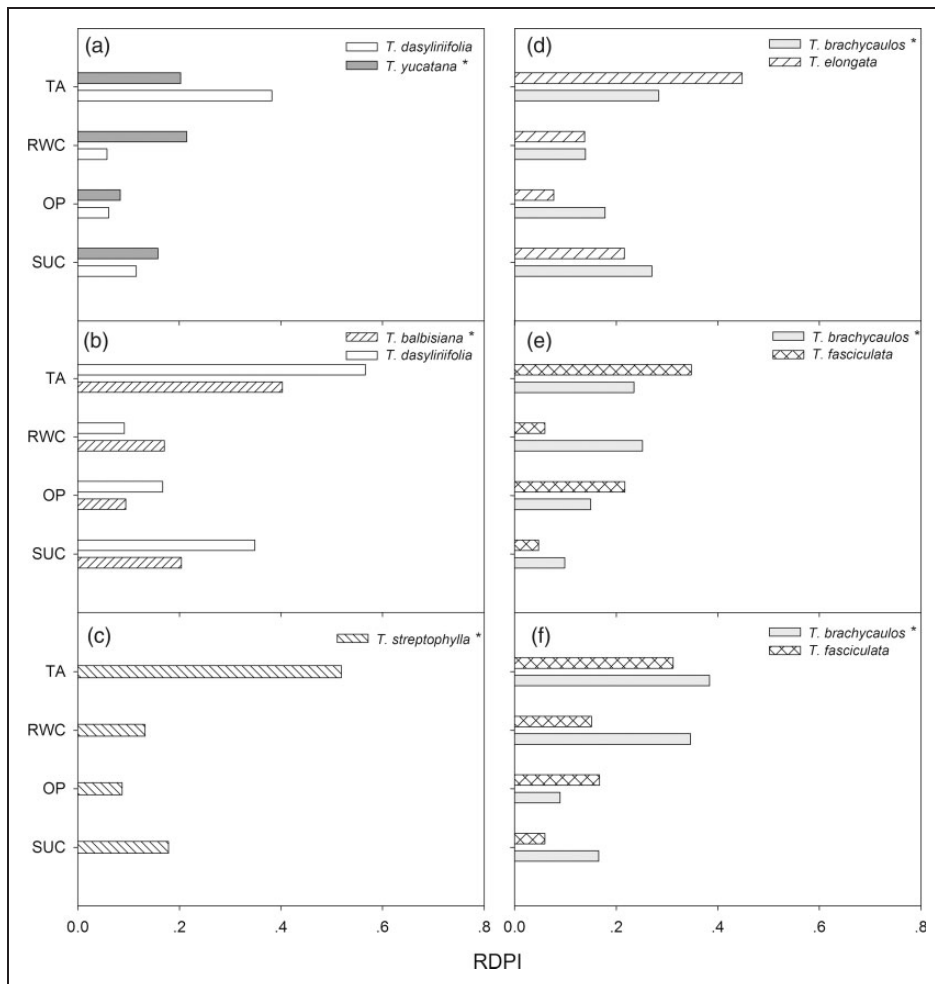 (a)
T. dasyliriifolia
T. yucatana *
TA
RWC
OP
SUC
(b)
T. balbisiana *
T. dasyliriifolia
TA
RWC
OP
SUC
(c)
T. streptophylla *
TA
RWC
OP
SUC
0.0 .2 .4 .6 .8
(d)
T. brachycaulos *
T. elongata
(e)
T. brachycaulos *
T. fasciculata
(f)
T. brachycaulos *
T. fasciculata
0.0 .2 .4 .6 .8
RDPI